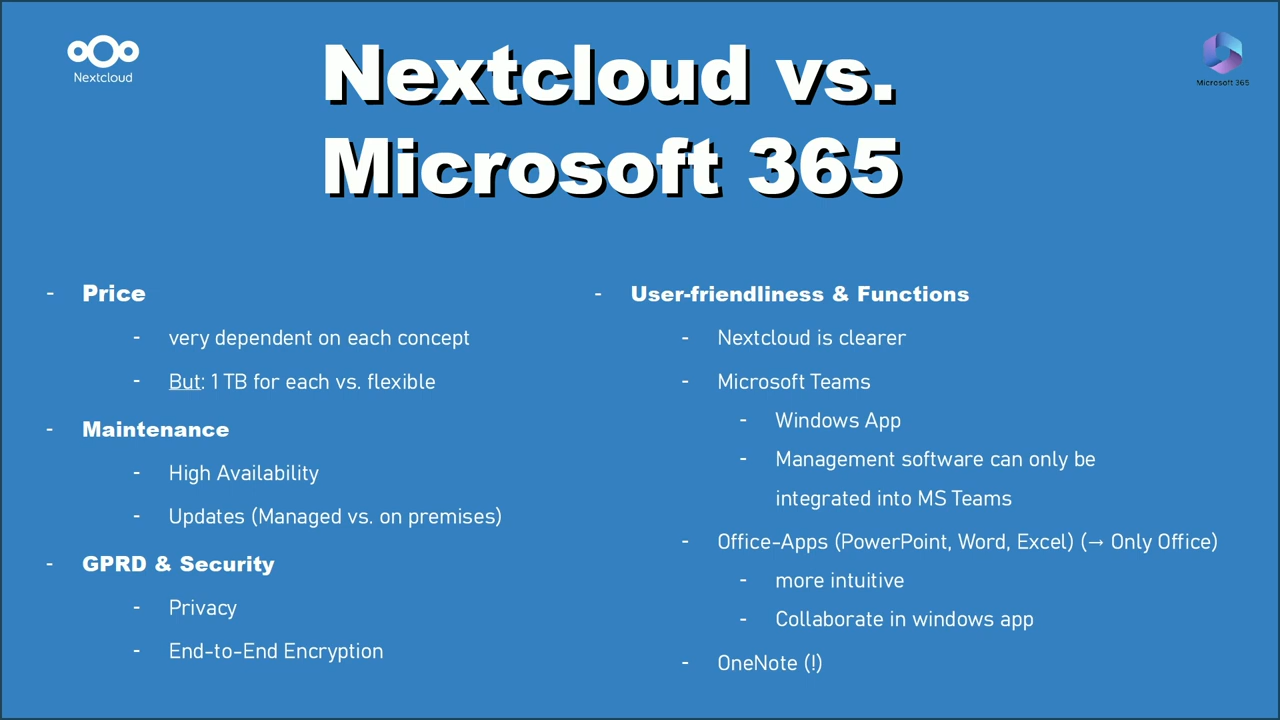 Nextcloud
Nextcloud vs.
Microsoft 365
Microsoft 365
- Price
- very dependent on each concept
- But: 1 TB for each vs. flexible
- Maintenance
- High Availability
- Updates (Managed vs. on premises)
- GPRD & Security
- Privacy
- End-to-End Encryption
- User-friendliness & Functions
- Nextcloud is clearer
- Microsoft Teams
- Windows App
- Management software can only be
integrated into MS Teams
- Office-Apps (PowerPoint, Word, Excel) (→ Only Office)
- more intuitive
- Collaborate in windows app
- OneNote (!)